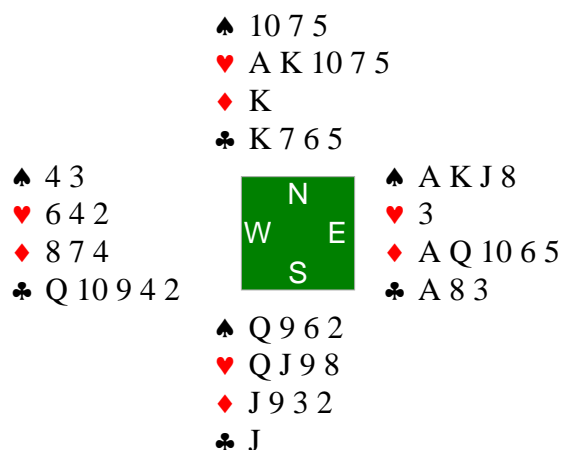 ♠ 10 7 5
♥ A K 10 7 5
♦ K
♣ K 7 6 5
♠ 4 3
♥ 6 4 2
♦ 8 7 4
♣ Q 10 9 4 2
N
W E
S
♠ A K J 8
♥ 3
♦ A Q 10 6 5
♣ A 8 3
♠ Q 9 6 2
♥ Q J 9 8
♦ J 9 3 2
♣ J